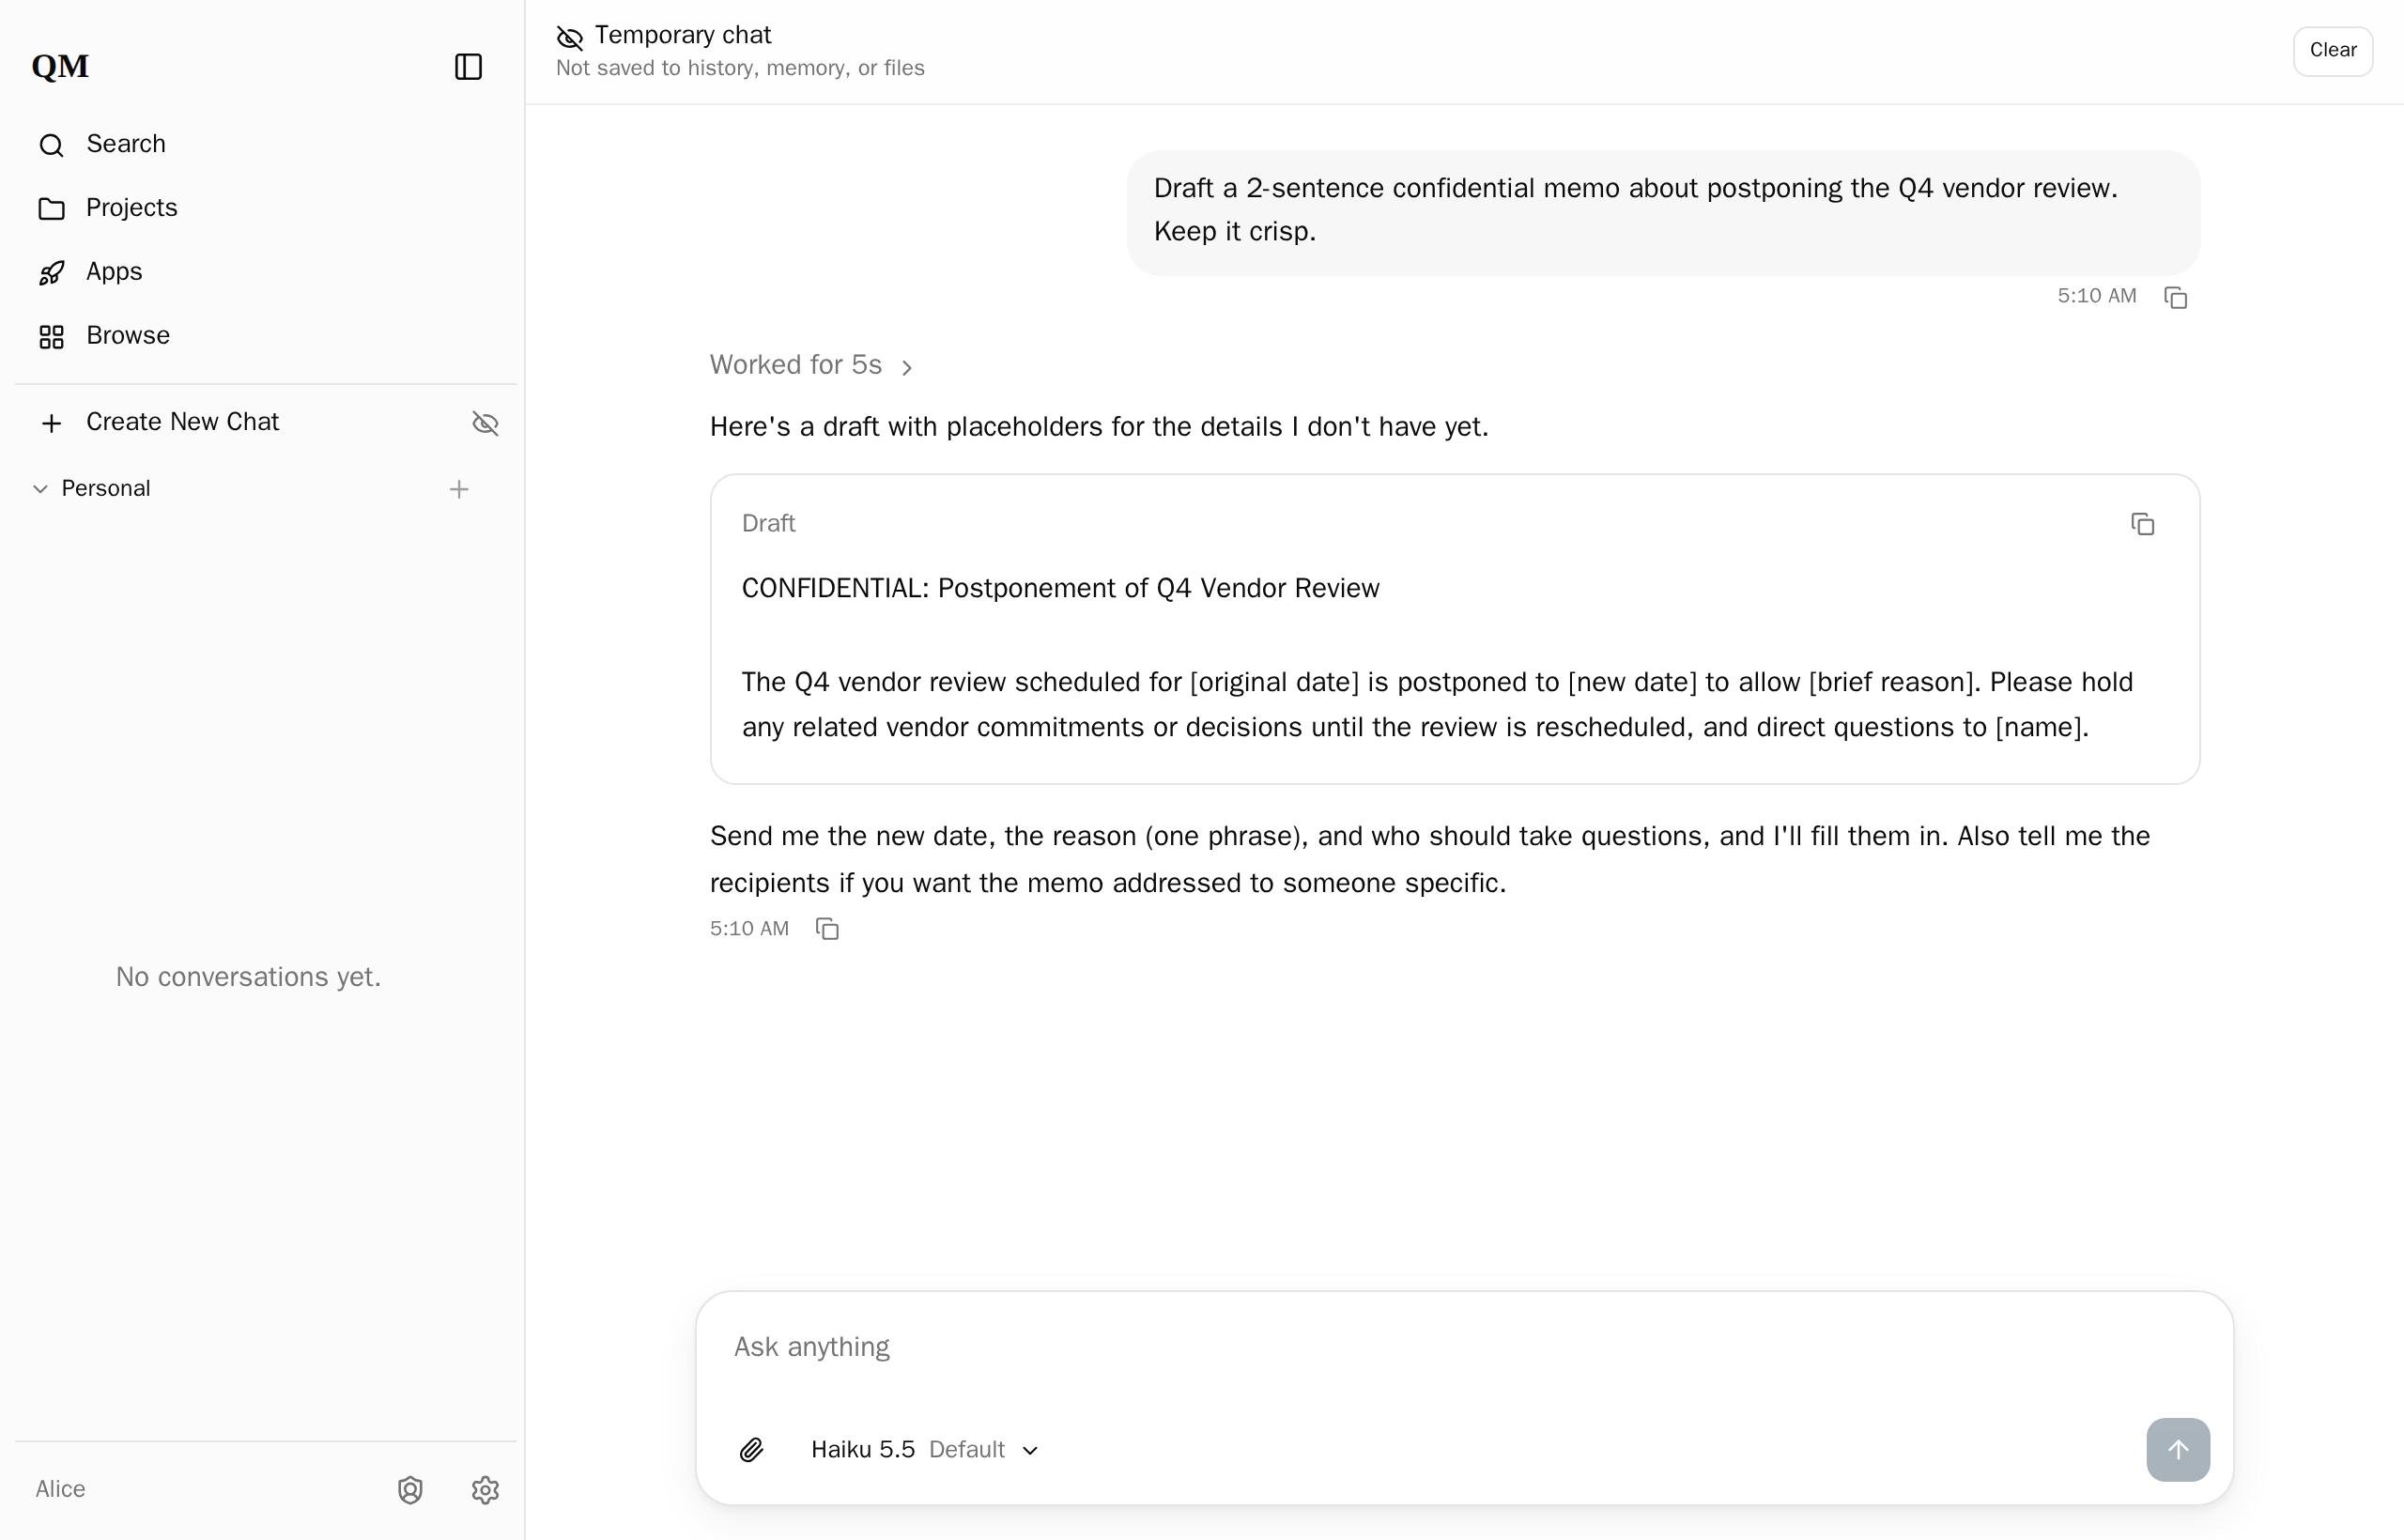 QM
Search
Projects
Apps
Browse
Create New Chat
Personal
No conversations yet.
Alice
Temporary chat
Not saved to history, memory, or files
Clear
Draft a 2-sentence confidential memo about postponing the Q4 vendor review.
Keep it crisp.
5:10 AM
Worked for 5s
Here's a draft with placeholders for the details I don't have yet.
Draft
CONFIDENTIAL: Postponement of Q4 Vendor Review
The Q4 vendor review scheduled for [original date] is postponed to [new date] to allow [brief reason]. Please hold
any related vendor commitments or decisions until the review is rescheduled, and direct questions to [name].
Send me the new date, the reason (one phrase), and who should take questions, and I'll fill them in. Also tell me the
recipients if you want the memo addressed to someone specific.
5:10 AM
Ask anything
Haiku 5.5 Default